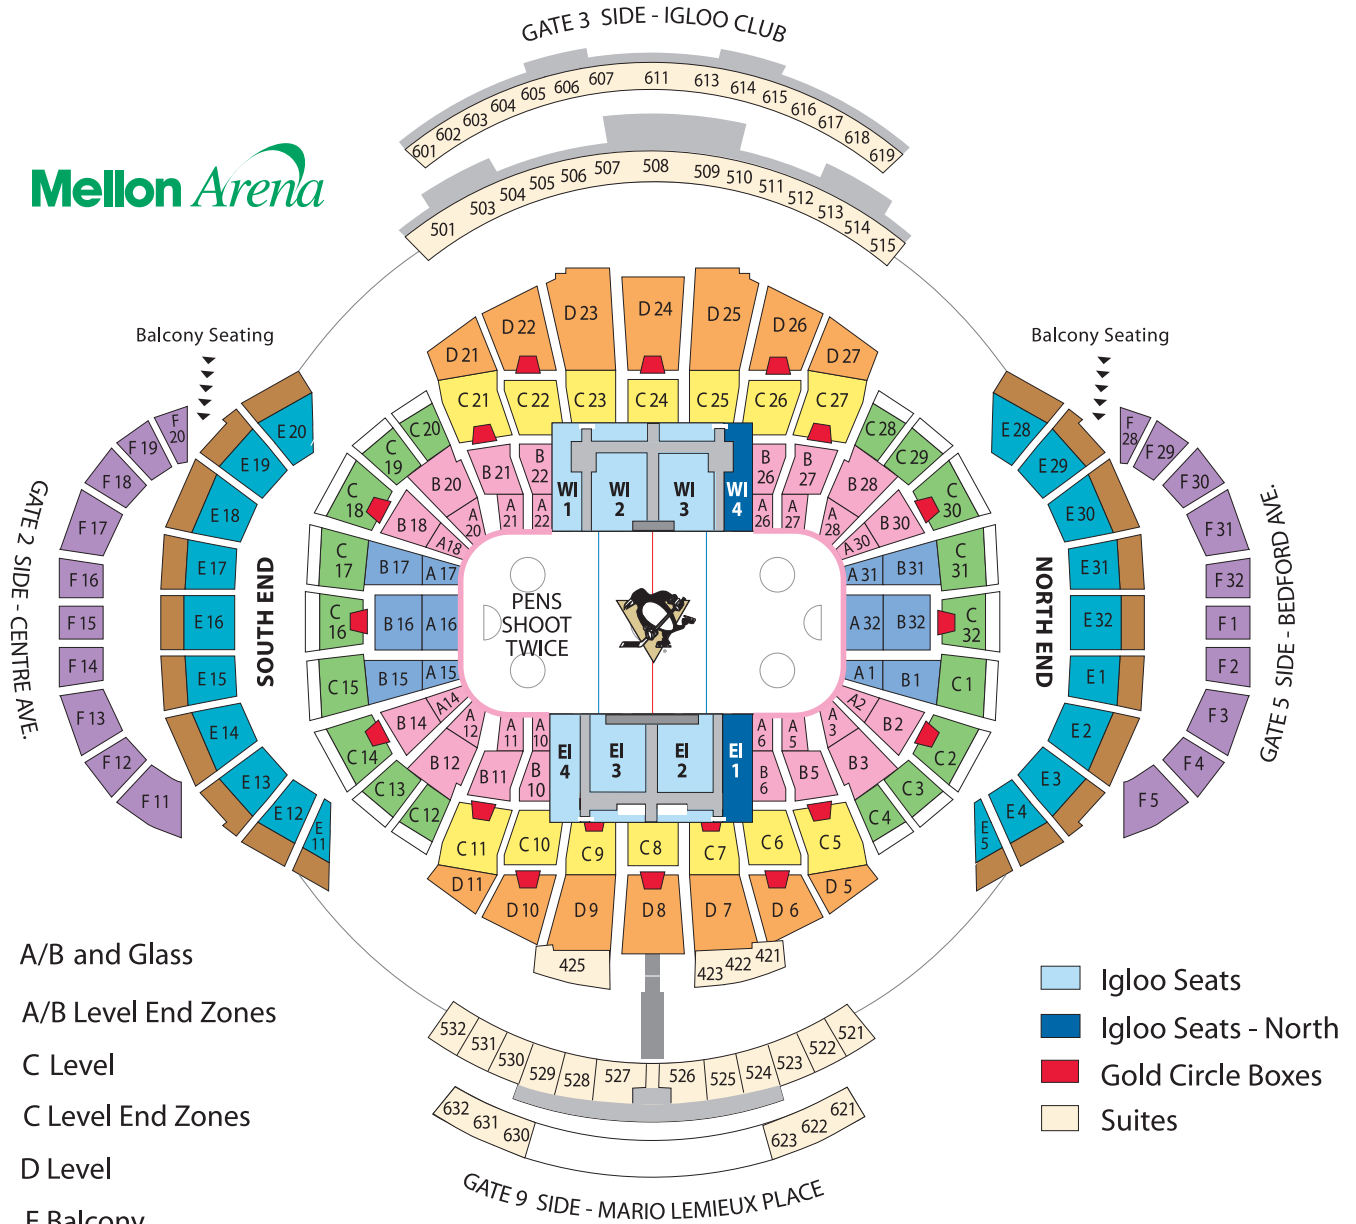 GATE 3 SIDE - IGLOO CLUB
601 602 603 604 605 606 607 611 613 614 615 616 617 618 619
501 503 504 505 506 507 508 509 510 511 512 513 514 515
Mellon Arena
Balcony Seating
Balcony Seating
D 21 D 22 D 23 D 24 D 25 D 26 D 27
C 21 C 22 C 23 C 24 C 25 C 26 C 27
F 20 F 19 F 18 F 17 F 16 F 15 F 14 F 13 F 12 F 11
E 20 E 19 E 18 E 17 E 16 E 15 E 14 E 13 E 12 E 11
C 20 C 19 C 18 C 17 C 16 C 15 C 14 C 13 C 12
B 22 B 21 B 20 B 18 B 17 B 16 B 15 B 14 B 12 B 11 B 10
A 22 A 21 A 20 A18 A 17 A 16 A 15 A14 A 12 A 11 A 10
WI 1 WI 2 WI 3 WI 4
GATE 2 SIDE - CENTRE AVE.
SOUTH END
PENS
SHOOT
TWICE
NORTH END
GATE 5 SIDE - BEDFORD AVE.
EI 4 EI 3 EI 2 EI 1
A 26 A 27 A 28 A 30 A 31 A 32 A 1 A2 A 3 A 5 A 6
B 26 B 27 B 28 B 30 B 31 B 32 B 1 B 2 B 3 B 5 B 6
C 28 C 29 C 30 C 31 C 32 C 1 C 2 C 3 C 4
E 28 E 29 E 30 E 31 E 32 E 1 E 2 E 3 E 4 E 5
F 28 F 29 F 30 F 31 F 32 F 1 F 2 F 3 F 4 F 5
C 11 C 10 C 9 C 8 C 7 C 6 C 5
D 11 D 10 D 9 D 8 D 7 D 6 D 5
425 423 422 421
532 531 530 529 528 527 526 525 524 523 522 521
632 631 630 623 622 621
GATE 9 SIDE - MARIO LEMIEUX PLACE
A/B and Glass
A/B Level End Zones
C Level
C Level End Zones
D Level
E Balcony
Igloo Seats
Igloo Seats - North
Gold Circle Boxes
Suites